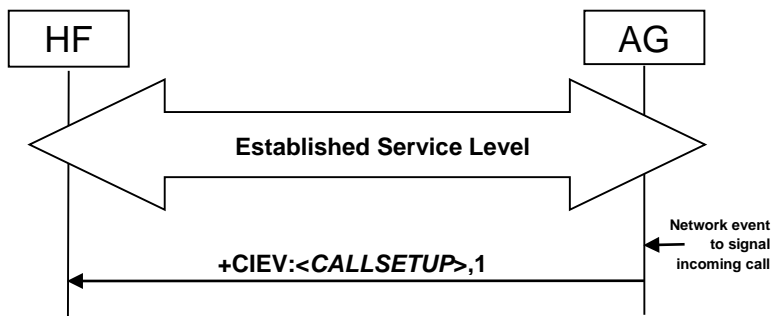 HF
AG
Established Service Level
Network event
to signal
incoming call
+CIEV:<CALLSETUP>,1